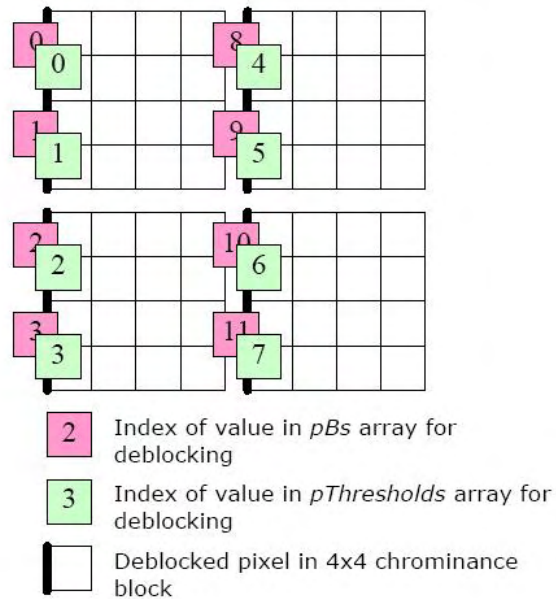 0 8
0 4
1 9
1 5
2 10
2 6
3 11
3 7
2 Index of value in pBs array for
deblocking
3 Index of value in pThresholds array for
deblocking
Deblocked pixel in 4x4 chrominance
block